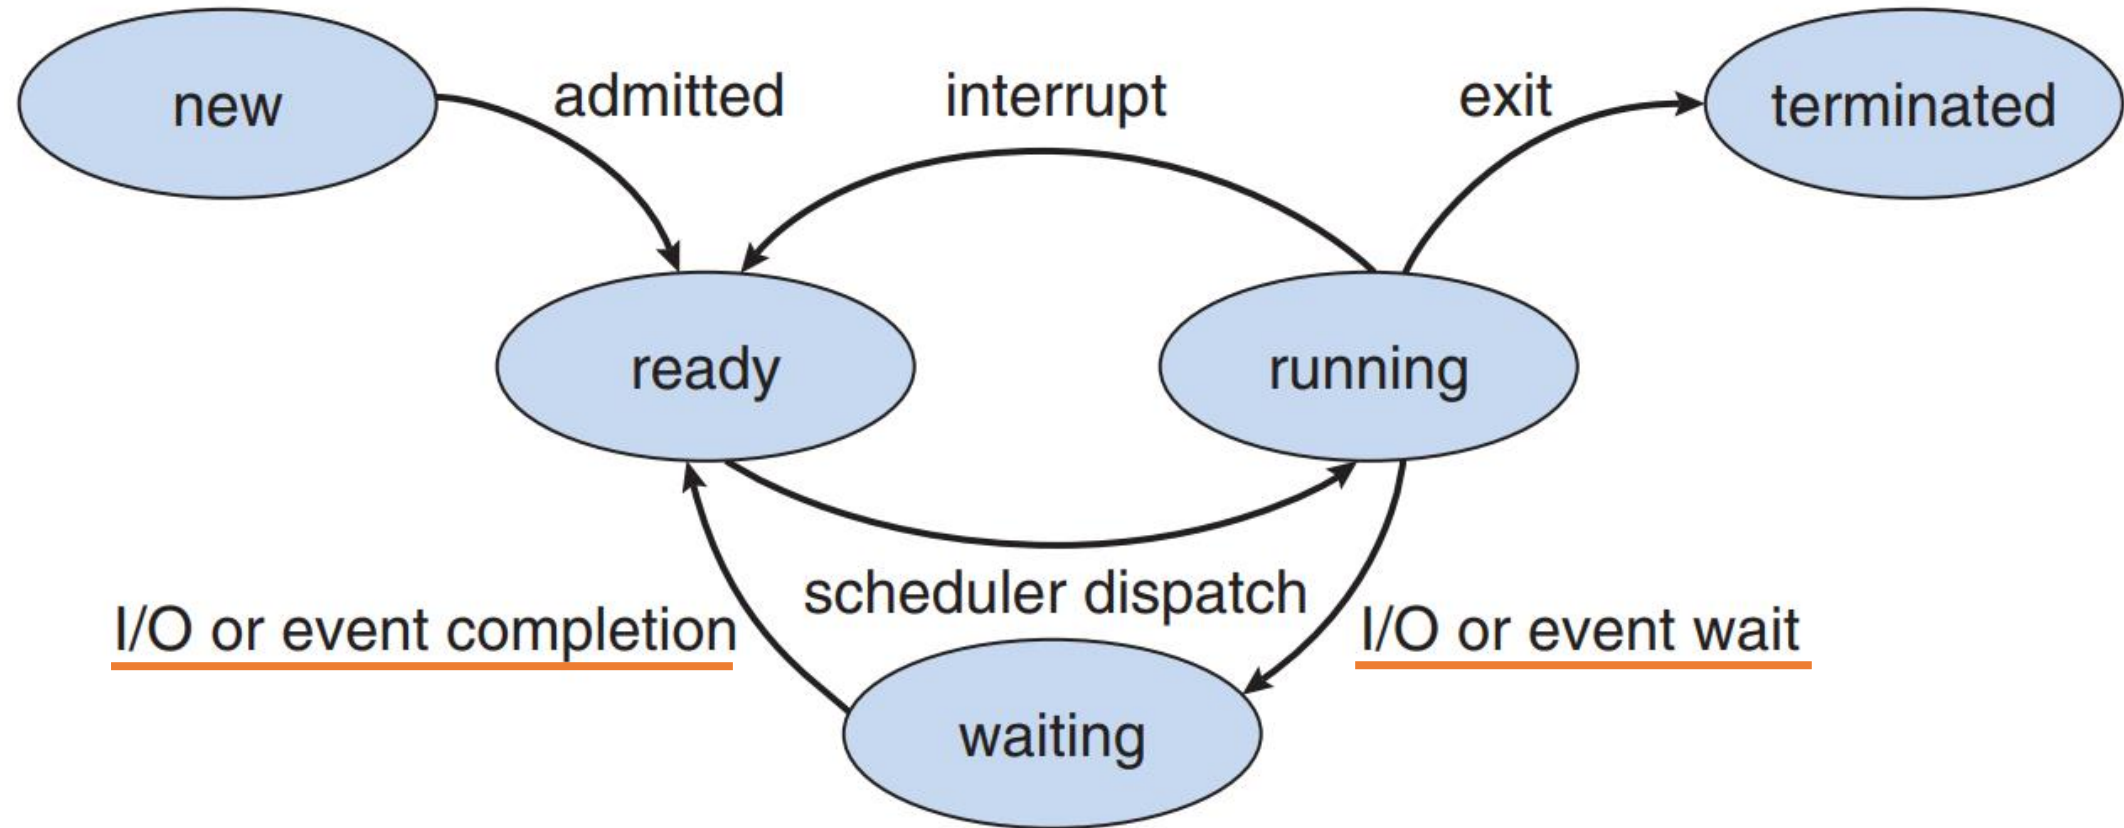 new
admitted
interrupt
exit
terminated
ready
running
scheduler dispatch
I/O or event completion
I/O or event wait
waiting